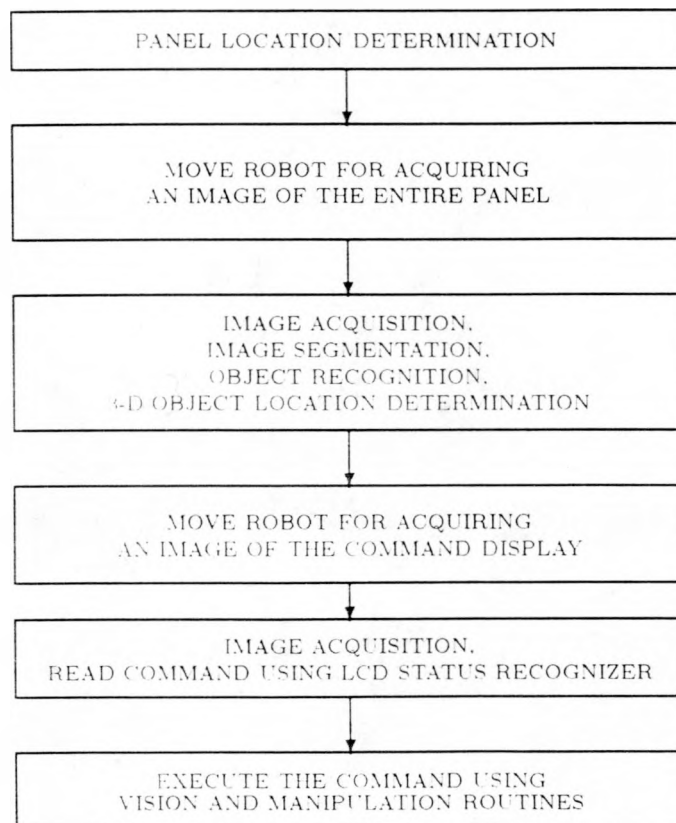 PANEL LOCATION DETERMINATION
MOVE ROBOT FOR ACQUIRING
AN IMAGE OF THE ENTIRE PANEL
IMAGE ACQUISITION,
IMAGE SEGMENTATION,
OBJECT RECOGNITION,
3-D OBJECT LOCATION DETERMINATION
MOVE ROBOT FOR ACQUIRING
AN IMAGE OF THE COMMAND DISPLAY
IMAGE ACQUISITION,
READ COMMAND USING LCD STATUS RECOGNIZER
EXECUTE THE COMMAND USING
VISION AND MANIPULATION ROUTINES